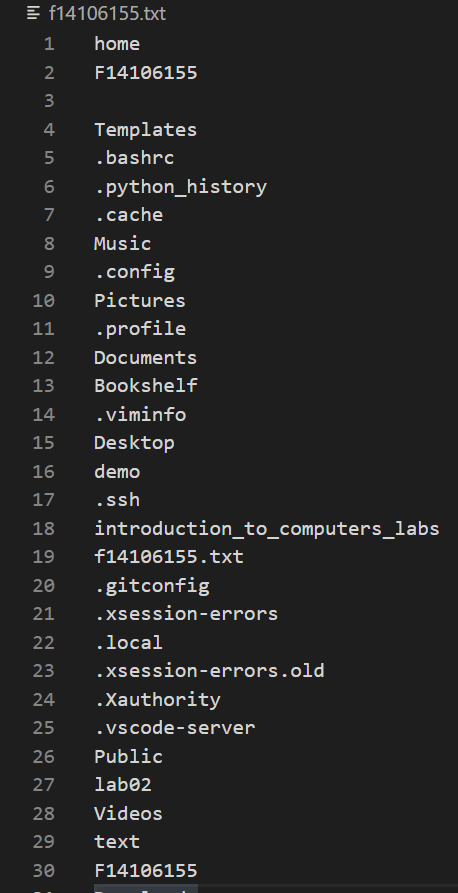 f14106155.txt
1 home
2 F14106155
3
4 Templates
5 .bashrc
6 .python_history
7 .cache
8 Music
9 .config
10 Pictures
11 .profile
12 Documents
13 Bookshelf
14 .viminfo
15 Desktop
16 demo
17 .ssh
18 introduction_to_computers_labs
19 f14106155.txt
20 .gitconfig
21 .xsession-errors
22 .local
23 .xsession-errors.old
24 .Xauthority
25 .vscode-server
26 Public
27 lab02
28 Videos
29 text
30 F14106155